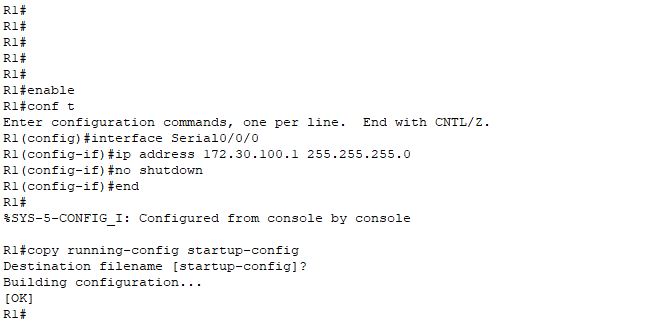 R1#
R1#
R1#
R1#
R1#
R1#enable
R1#conf t
Enter configuration commands, one per line.  End with CNTL/Z.
R1(config)#interface Serial0/0/0
R1(config-if)#ip address 172.30.100.1 255.255.255.0
R1(config-if)#no shutdown
R1(config-if)#end
R1#
%SYS-5-CONFIG_I: Configured from console by console

R1#copy running-config startup-config
Destination filename [startup-config]?
Building configuration...
[OK]
R1#